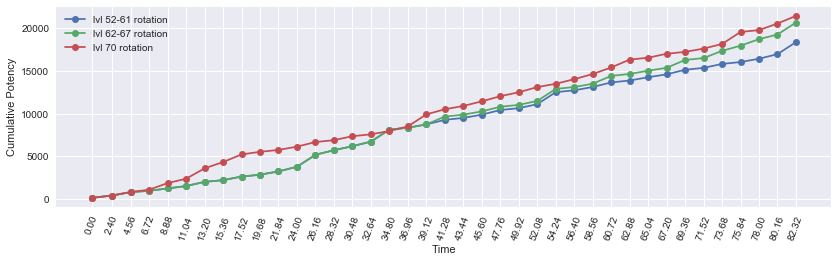 lvl 52-61 rotation
lvl 62-67 rotation
lvl 70 rotation
Cumulative Potency
20000
15000
10000
5000
0
0.00 2.40 4.56 6.72 8.88 11.04 13.20 15.36 17.52 19.68 21.84 24.00 26.16 28.32 30.48 32.64 34.80 36.96 39.12 41.28 43.44 45.60 47.76 49.92 52.08 54.24 56.40 58.56 60.72 62.88 65.04 67.20 69.36 71.52 73.68 75.84 78.00 80.16 82.32
Time